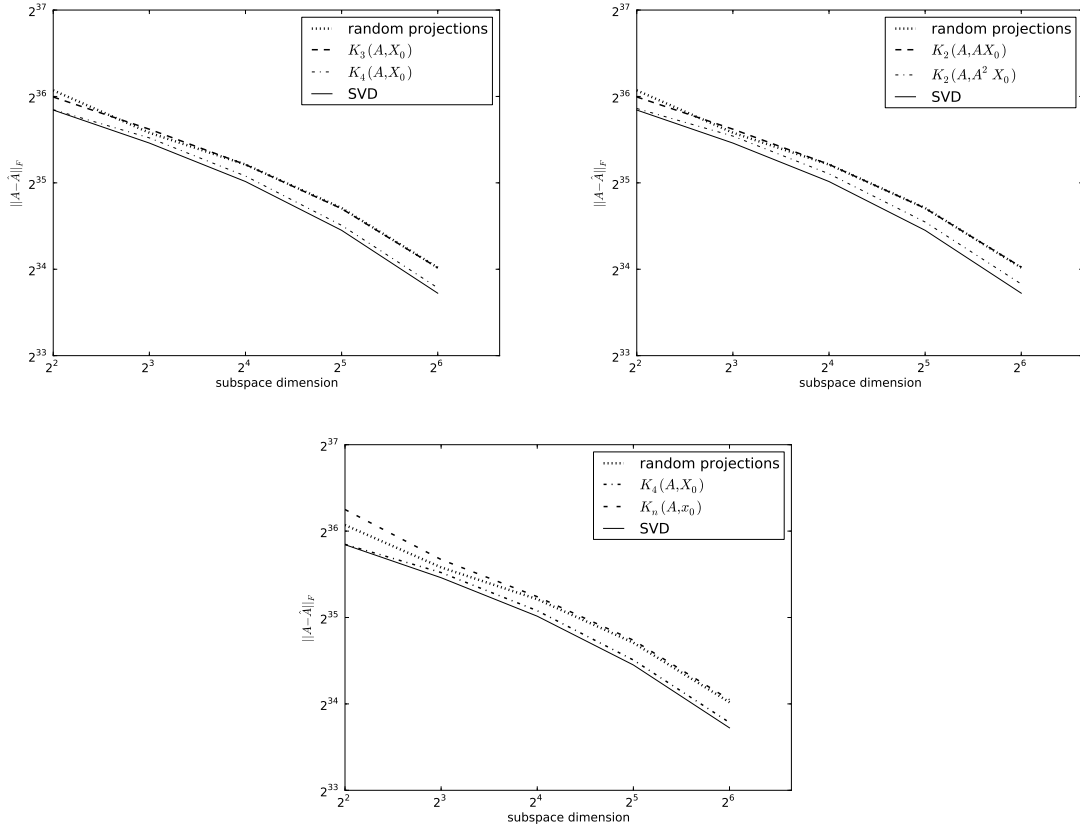 2^37
2^36
2^35
2^34
2^33
||A−Â||_F
random projections
K_3(A,X_0)
K_4(A,X_0)
SVD
2^2 2^3 2^4 2^5 2^6
subspace dimension
2^37
2^36
2^35
2^34
2^33
||A−Â||_F
random projections
K_2(A,AX_0)
K_2(A,A^2 X_0)
SVD
2^2 2^3 2^4 2^5 2^6
subspace dimension
2^37
2^36
2^35
2^34
2^33
||A−Â||_F
random projections
K_4(A,X_0)
K_n(A,x_0)
SVD
2^2 2^3 2^4 2^5 2^6
subspace dimension